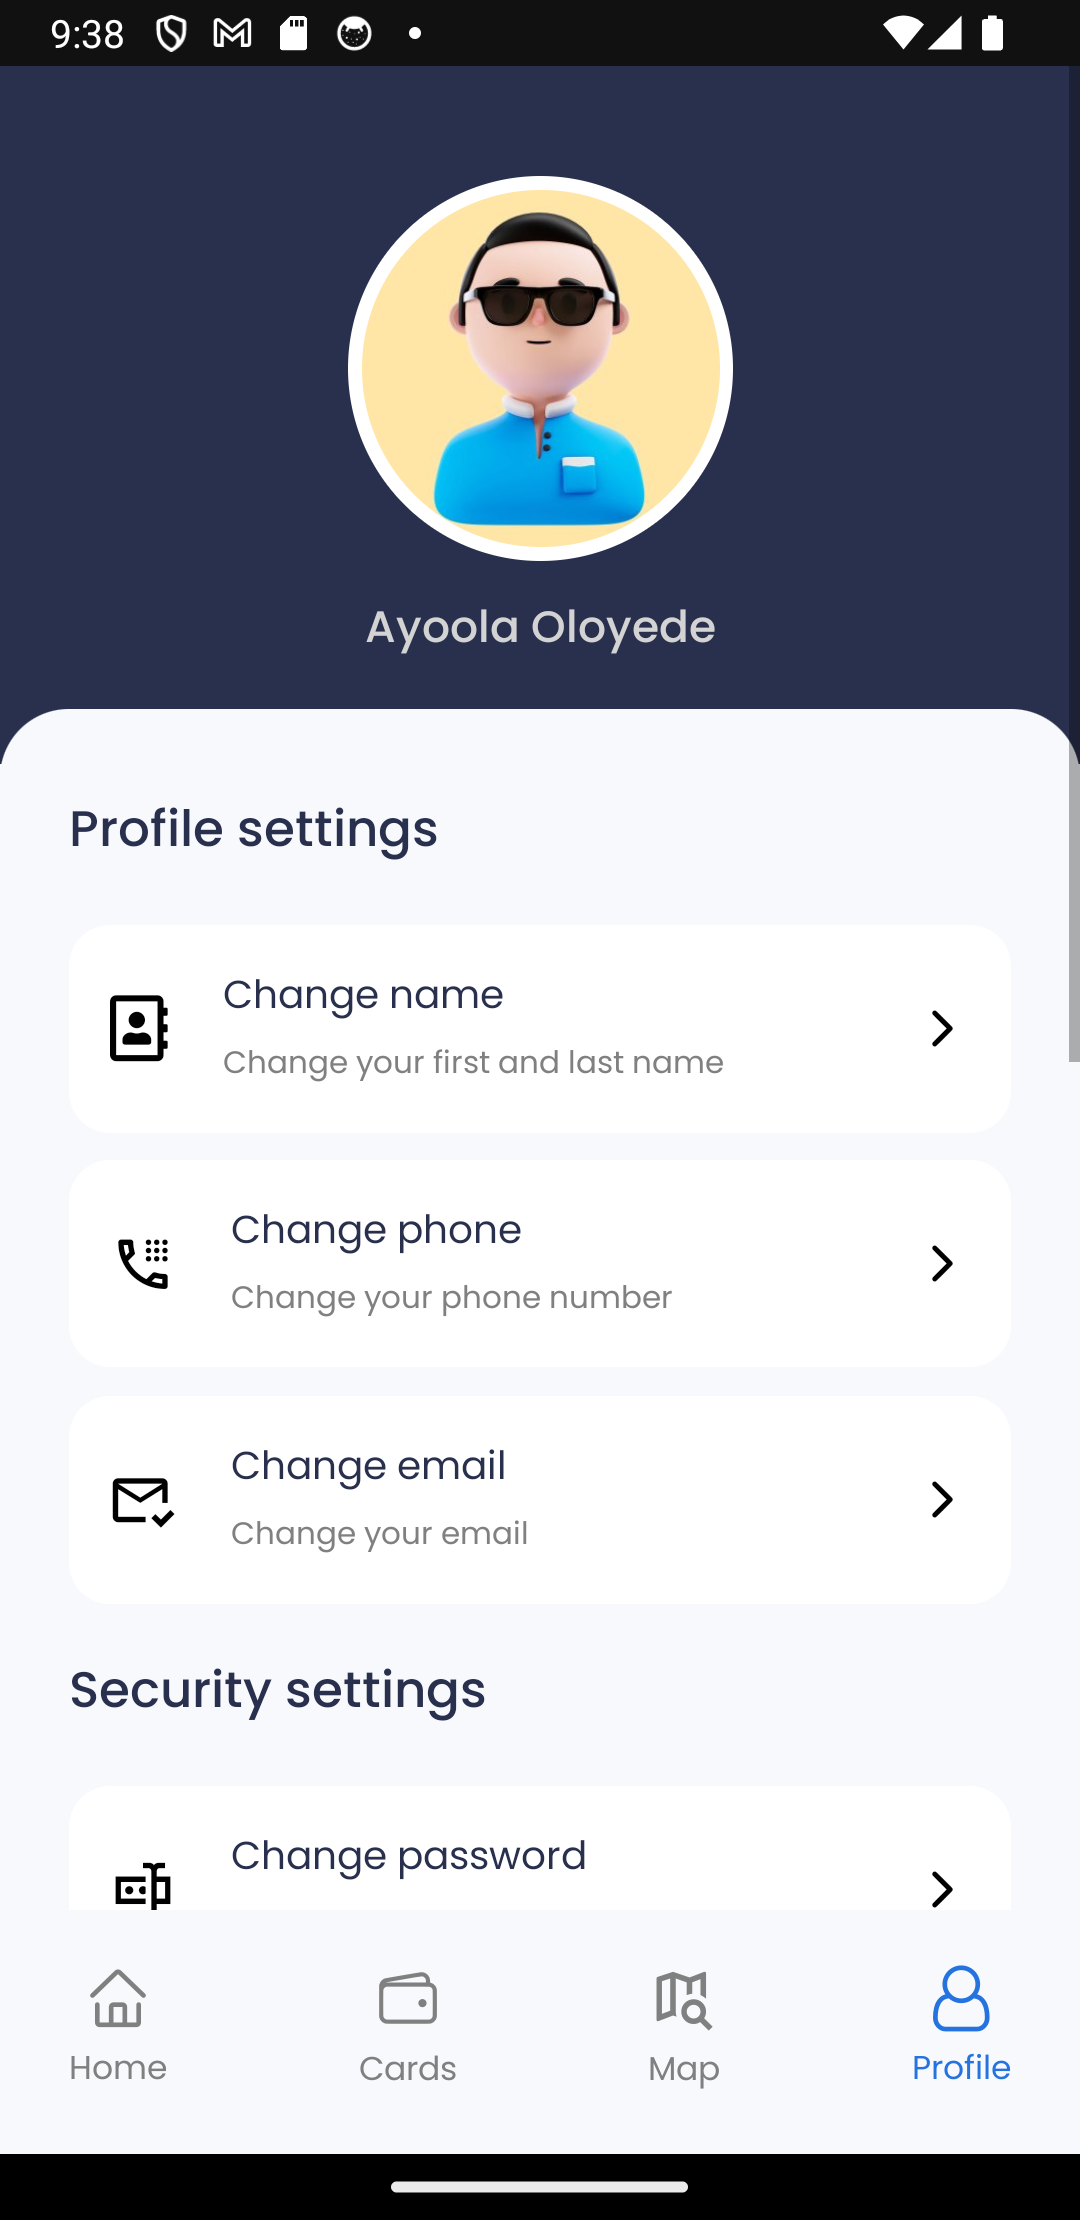 9:38
Ayoola Oloyede
Profile settings
Change name
Change your first and last name
Change phone
Change your phone number
Change email
Change your email
Security settings
Change password
Home
Cards
Map
Profile